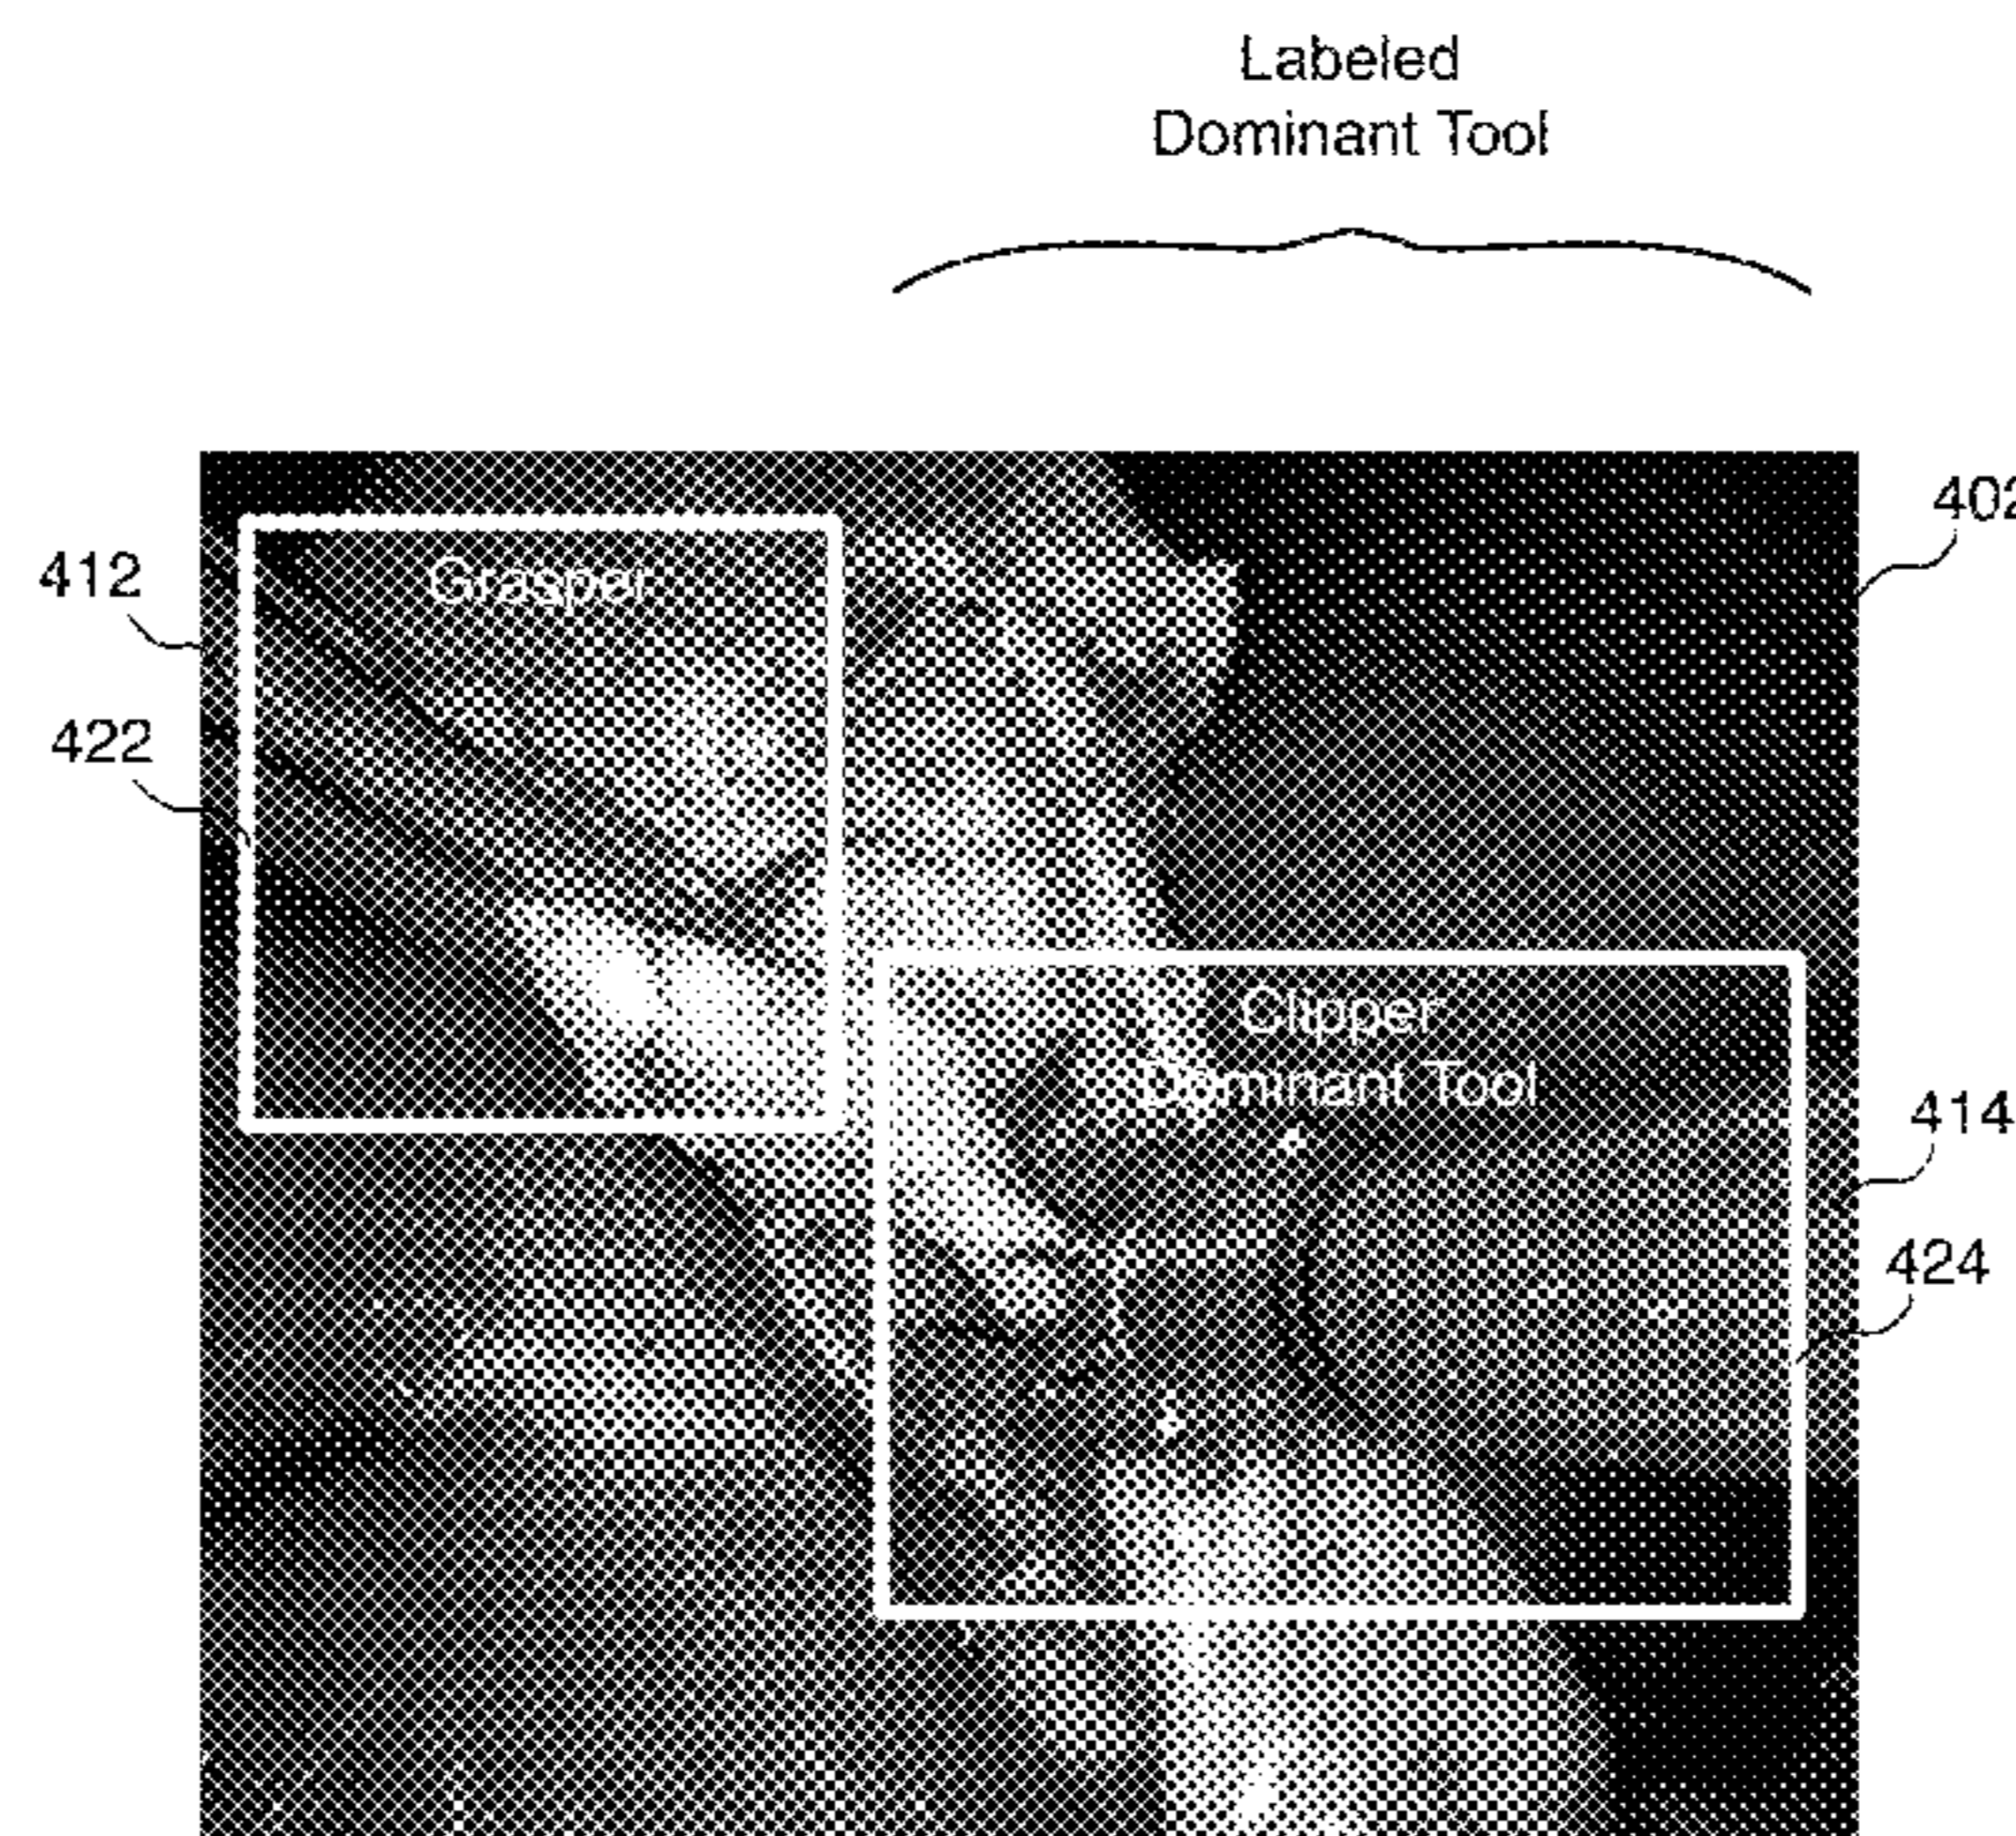 Labeled
Dominant Tool
402
412
Grasper
422
Clipper
Dominant Tool
414
424